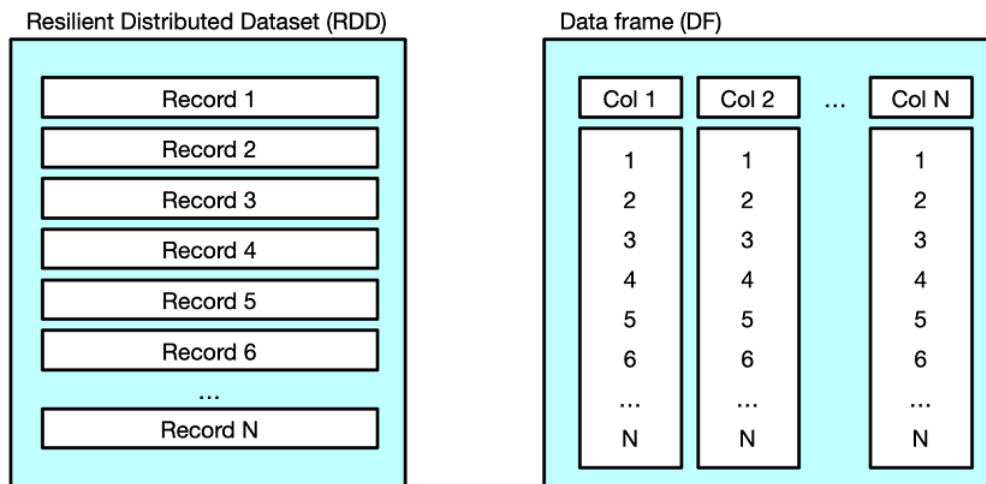 Resilient Distributed Dataset (RDD)
Record 1
Record 2
Record 3
Record 4
Record 5
Record 6
...
Record N
Data frame (DF)
Col 1 Col 2 ... Col N
1 1 1
2 2 2
3 3 3
4 4 4
5 5 5
6 6 6
... ... ...
N N N